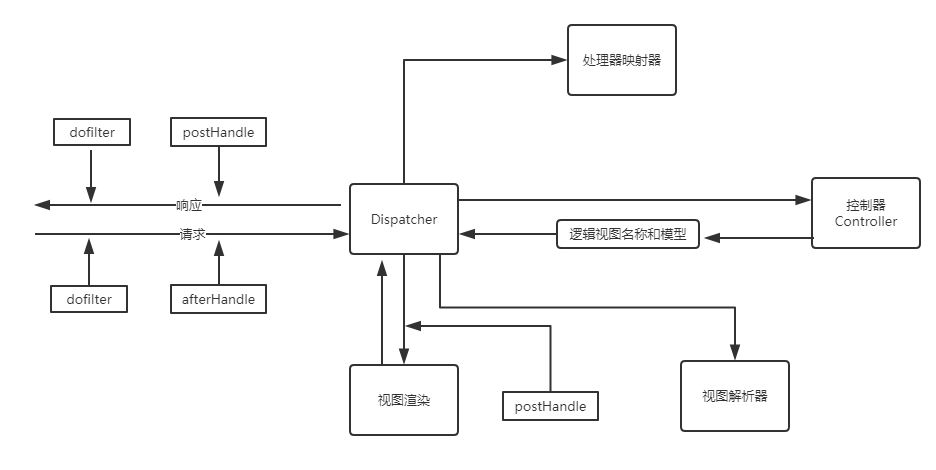 处理器映射器
dofilter
postHandle
响应
请求
Dispatcher
控制器
Controller
逻辑视图名称和模型
dofilter
afterHandle
视图渲染
postHandle
视图解析器